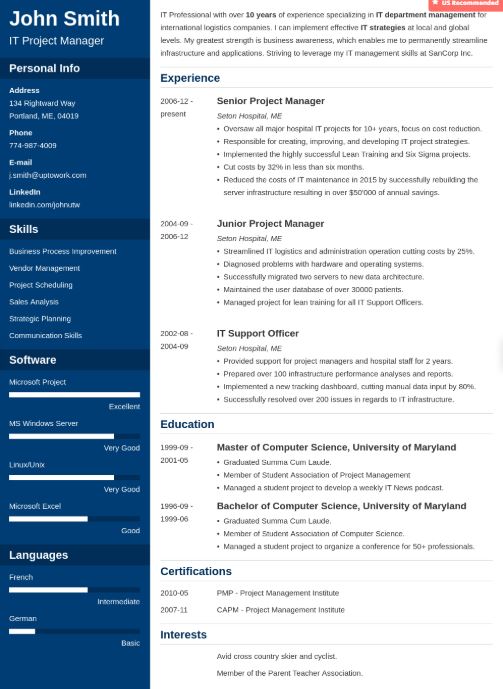 John Smith
IT Project Manager
Personal Info
Address
134 Rightward Way
Portland, ME, 04019
Phone
774-987-4009
E-mail
j.smith@uptowork.com
LinkedIn
linkedin.com/johnutw
Skills
Business Process Improvement
Vendor Management
Project Scheduling
Sales Analysis
Strategic Planning
Communication Skills
Software
Microsoft Project
Excellent
MS Windows Server
Very Good
Linux/Unix
Very Good
Microsoft Excel
Good
Languages
French
Intermediate
German
Basic
US Recommended
IT Professional with over 10 years of experience specializing in IT department management for
international logistics companies. I can implement effective IT strategies at local and global
levels. My greatest strength is business awareness, which enables me to permanently streamline
infrastructure and applications. Striving to leverage my IT management skills at SanCorp Inc.
Experience
2006-12 -
present
Senior Project Manager
Seton Hospital, ME
• Oversaw all major hospital IT projects for 10+ years, focus on cost reduction.
• Responsible for creating, improving, and developing IT project strategies.
• Implemented the highly successful Lean Training and Six Sigma projects.
• Cut costs by 32% in less than six months.
• Reduced the costs of IT maintenance in 2015 by successfully rebuilding the
server infrastructure resulting in over $50'000 of annual savings.
2004-09 -
2006-12
Junior Project Manager
Seton Hospital, ME
• Streamlined IT logistics and administration operation cutting costs by 25%.
• Diagnosed problems with hardware and operating systems.
• Successfully migrated two servers to new data architecture.
• Maintained the user database of over 30000 patients.
• Managed project for lean training for all IT Support Officers.
2002-08 -
2004-09
IT Support Officer
Seton Hospital, ME
• Provided support for project managers and hospital staff for 2 years.
• Prepared over 100 infrastructure performance analyses and reports.
• Implemented a new tracking dashboard, cutting manual data input by 80%.
• Successfully resolved over 200 issues in regards to IT infrastructure.
Education
1999-09 -
2001-05
Master of Computer Science, University of Maryland
• Graduated Summa Cum Laude.
• Member of Student Association of Project Management
• Managed a student project to develop a weekly IT News podcast.
1996-09 -
1999-06
Bachelor of Computer Science, University of Maryland
• Graduated Summa Cum Laude.
• Member of Student Association of Computer Science.
• Managed a student project to organize a conference for 50+ professionals.
Certifications
2010-05 PMP - Project Management Institute
2007-11 CAPM - Project Management Institute
Interests
Avid cross country skier and cyclist.
Member of the Parent Teacher Association.